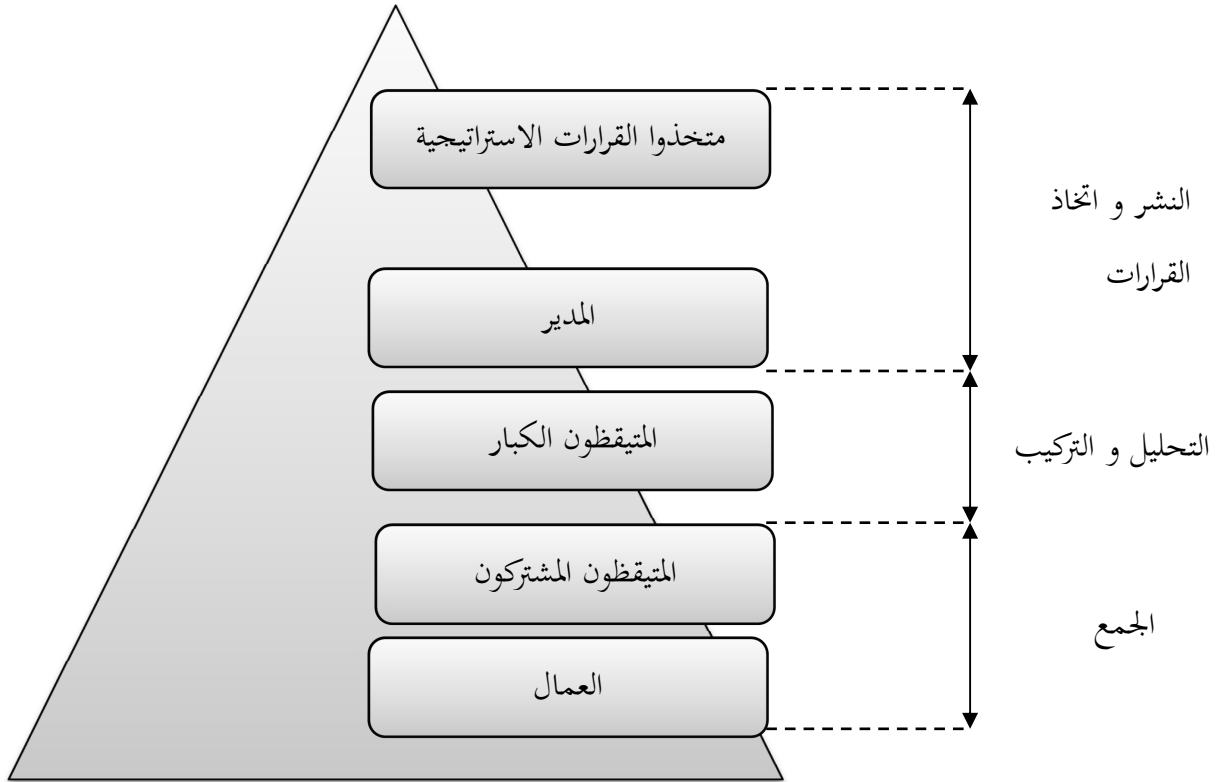 متخذوا القرارات الاستراتيجية
النشر و اتخاذ
القرارات
المدير
المتيقظون الكبار
التحليل و التركيب
المتيقظون المشتركون
الجمع
العمال